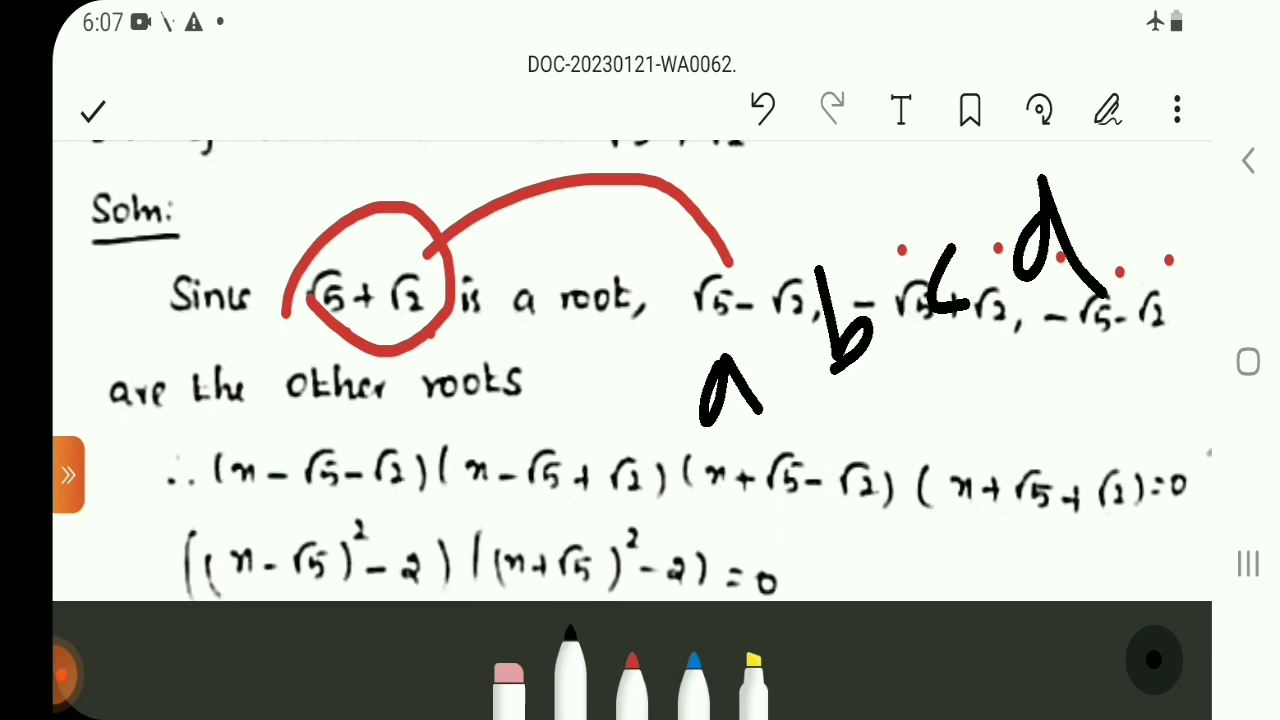 6:07
DOC-20230121-WA0062.
Soln:
Since √5+√2 is a root, √5-√2, -√5+√2, -√5-√2
a b c d
are the other roots
∴ (x-√5-√2)(x-√5+√2)(x+√5-√2)(x+√5+√2)=0
((x-√5)²-2)((x+√5)²-2)=0